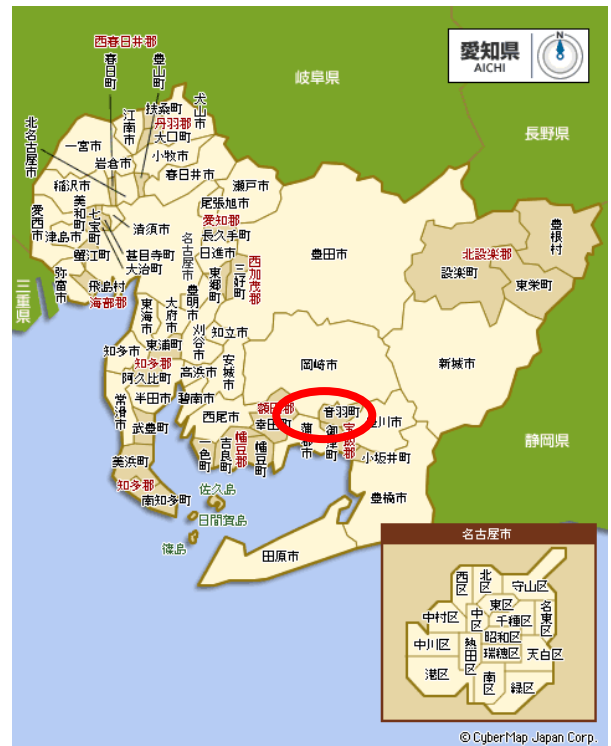 愛知県
AICHI
岐阜県
長野県
静岡県
三重県
西春日井郡
春日町
豊山町
犬山市
扶桑町
丹羽郡
大口町
江南市
北名古屋市
一宮市
岩倉市
小牧市
春日井市
稲沢市
瀬戸市
尾張旭市
愛知郡
長久手町
日進市
美和町
七宝町
清須市
愛西市
津島市
蟹江町
甚目寺町
大治町
名古屋市
東郷町
三好町
西加茂郡
豊田市
北設楽郡
設楽町
豊根村
東栄町
弥富市
飛島村
海部郡
東海市
大府市
豊明市
刈谷市
知立市
東浦町
知多市
知多郡
阿久比町
高浜市
安城市
岡崎市
新城市
常滑市
半田市
碧南市
武豊町
西尾市
額田郡
幸田町
音羽町
豊川市
蒲郡市
御津町
宝飯郡
小坂井町
一色町
吉良町
幡豆郡
幡豆町
美浜町
知多郡
南知多町
佐久島
日間賀島
篠島
豊橋市
田原市
名古屋市
西区
北区
守山区
東区
中村区
中区
千種区
名東区
昭和区
中川区
熱田区
瑞穂区
天白区
港区
南区
緑区
© CyberMap Japan Corp.